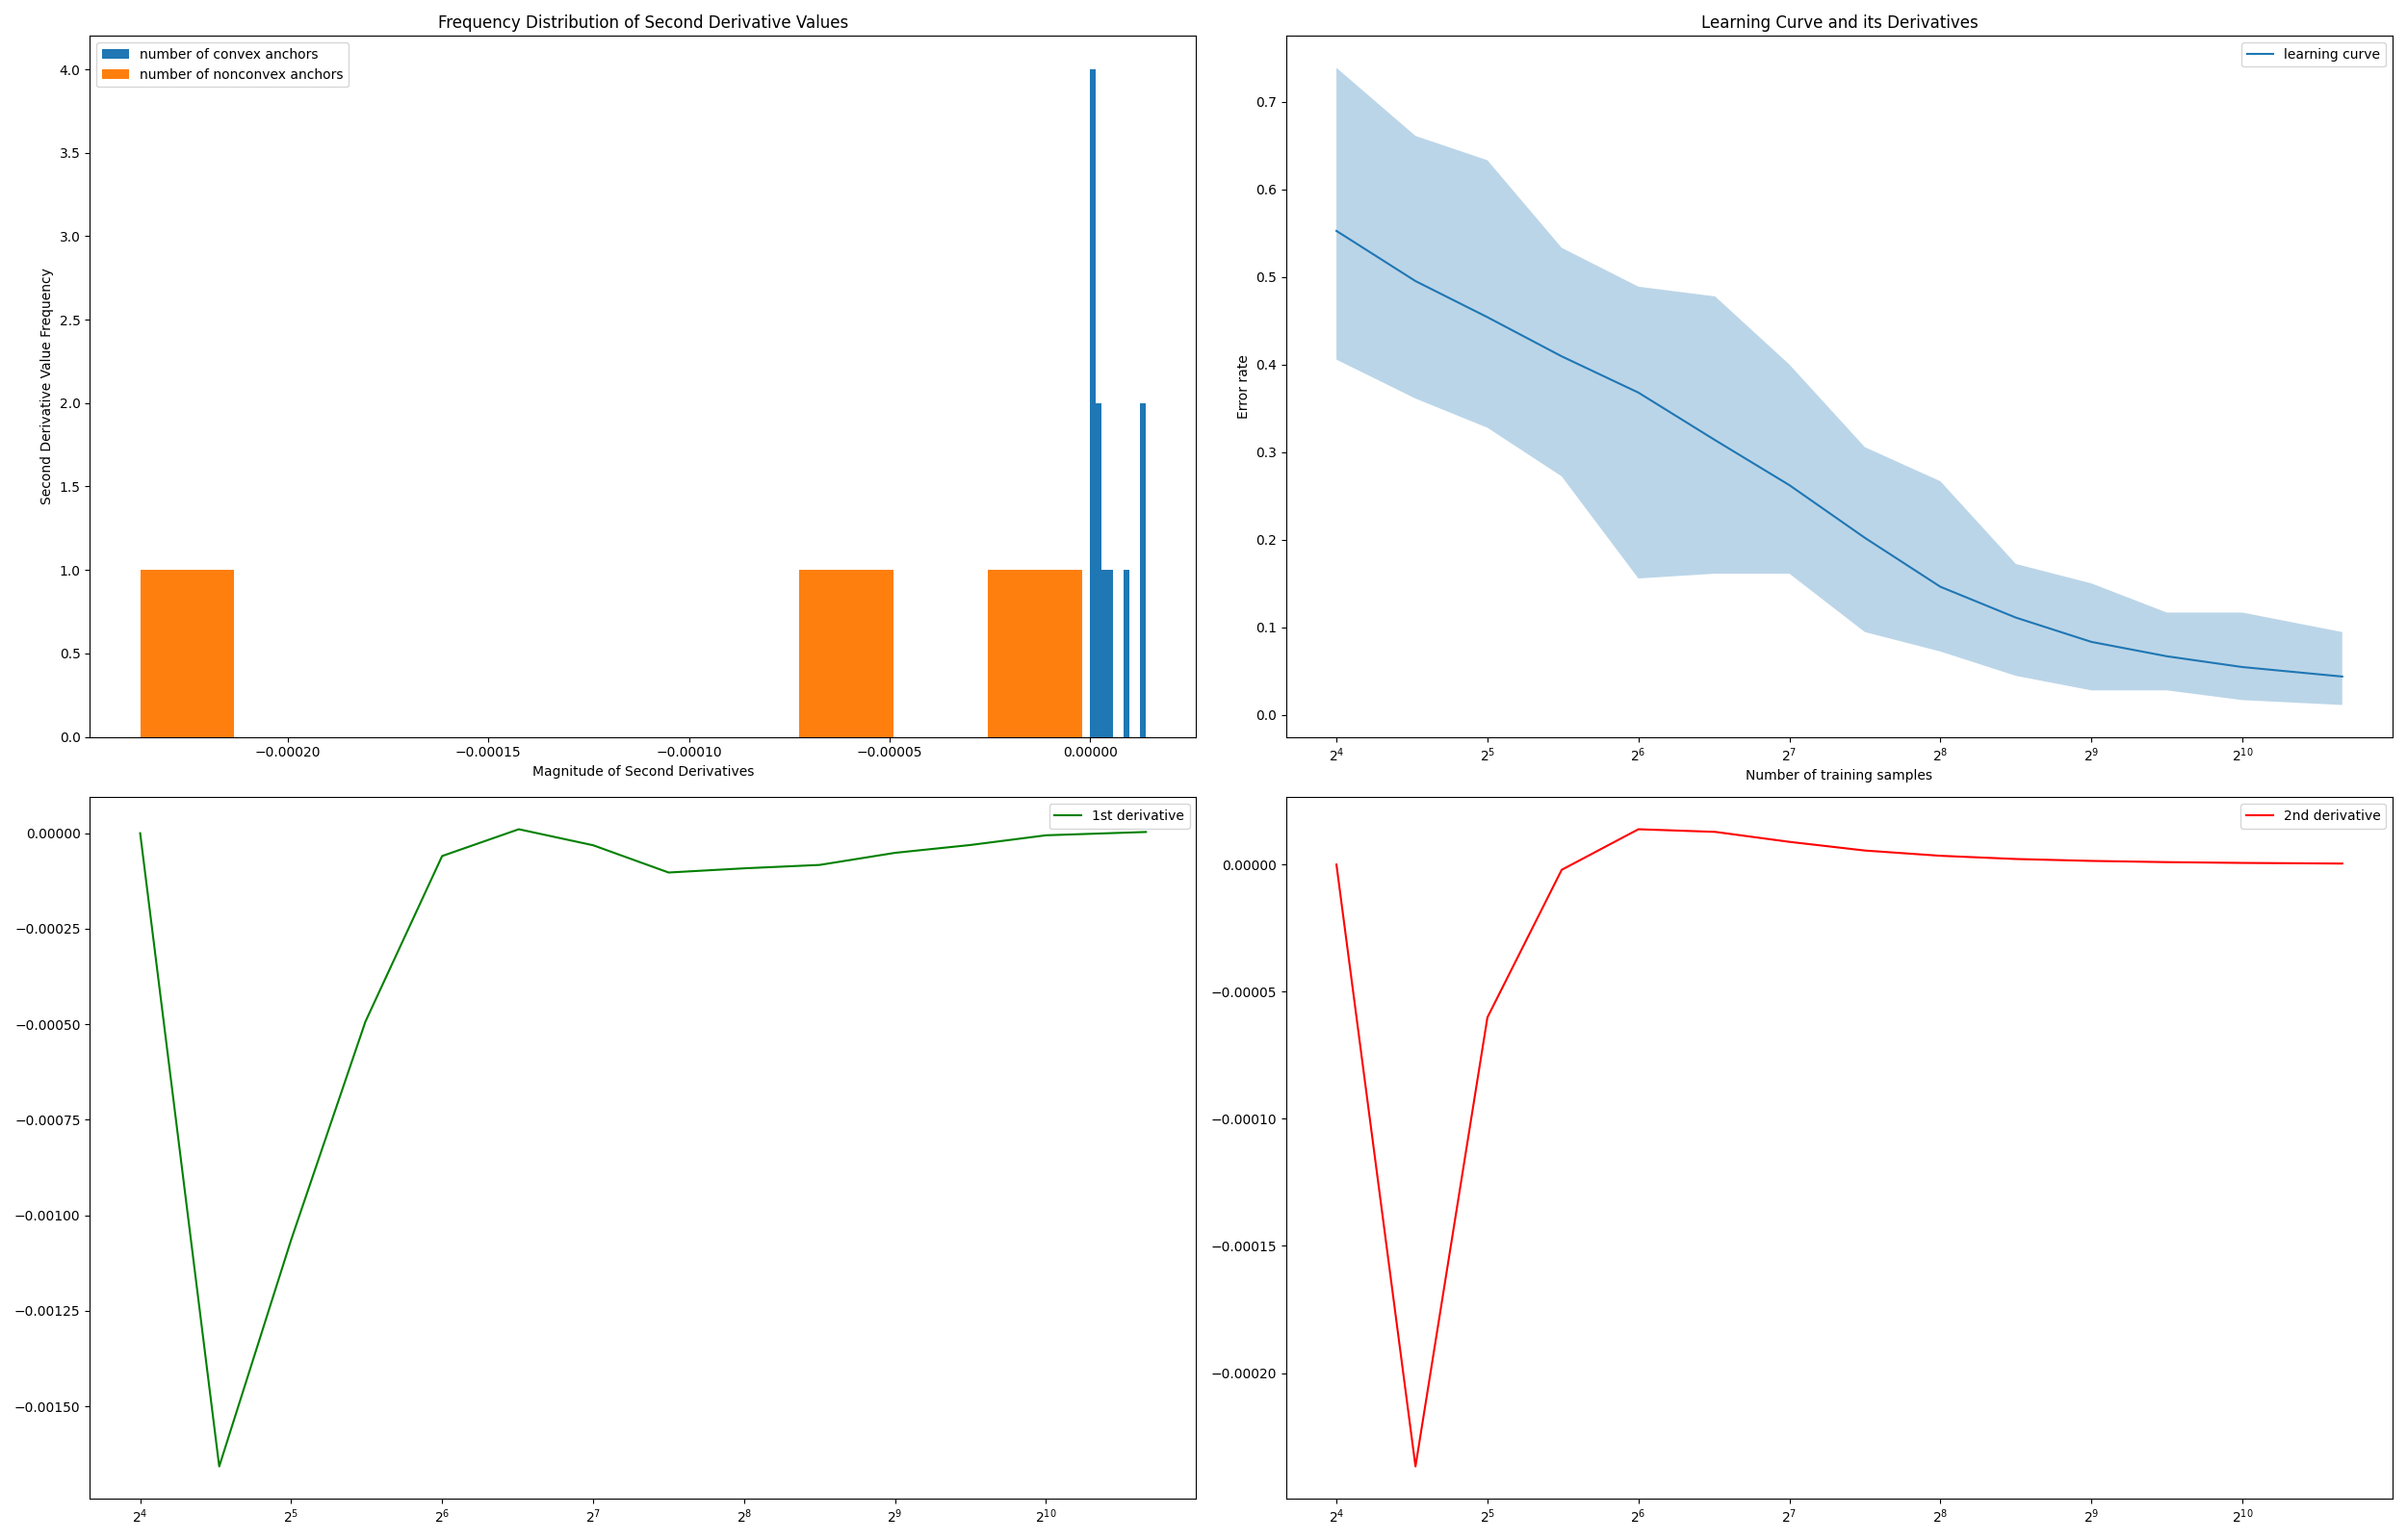 Frequency Distribution of Second Derivative Values
number of convex anchors
number of nonconvex anchors
Second Derivative Value Frequency
4.0
3.5
3.0
2.5
2.0
1.5
1.0
0.5
0.0
−0.00020 −0.00015 −0.00010 −0.00005 0.00000
Magnitude of Second Derivatives
Learning Curve and its Derivatives
learning curve
Error rate
0.7
0.6
0.5
0.4
0.3
0.2
0.1
0.0
2^4 2^5 2^6 2^7 2^8 2^9 2^10
Number of training samples
1st derivative
0.00000
−0.00025
−0.00050
−0.00075
−0.00100
−0.00125
−0.00150
2^4 2^5 2^6 2^7 2^8 2^9 2^10
2nd derivative
0.00000
−0.00005
−0.00010
−0.00015
−0.00020
2^4 2^5 2^6 2^7 2^8 2^9 2^10